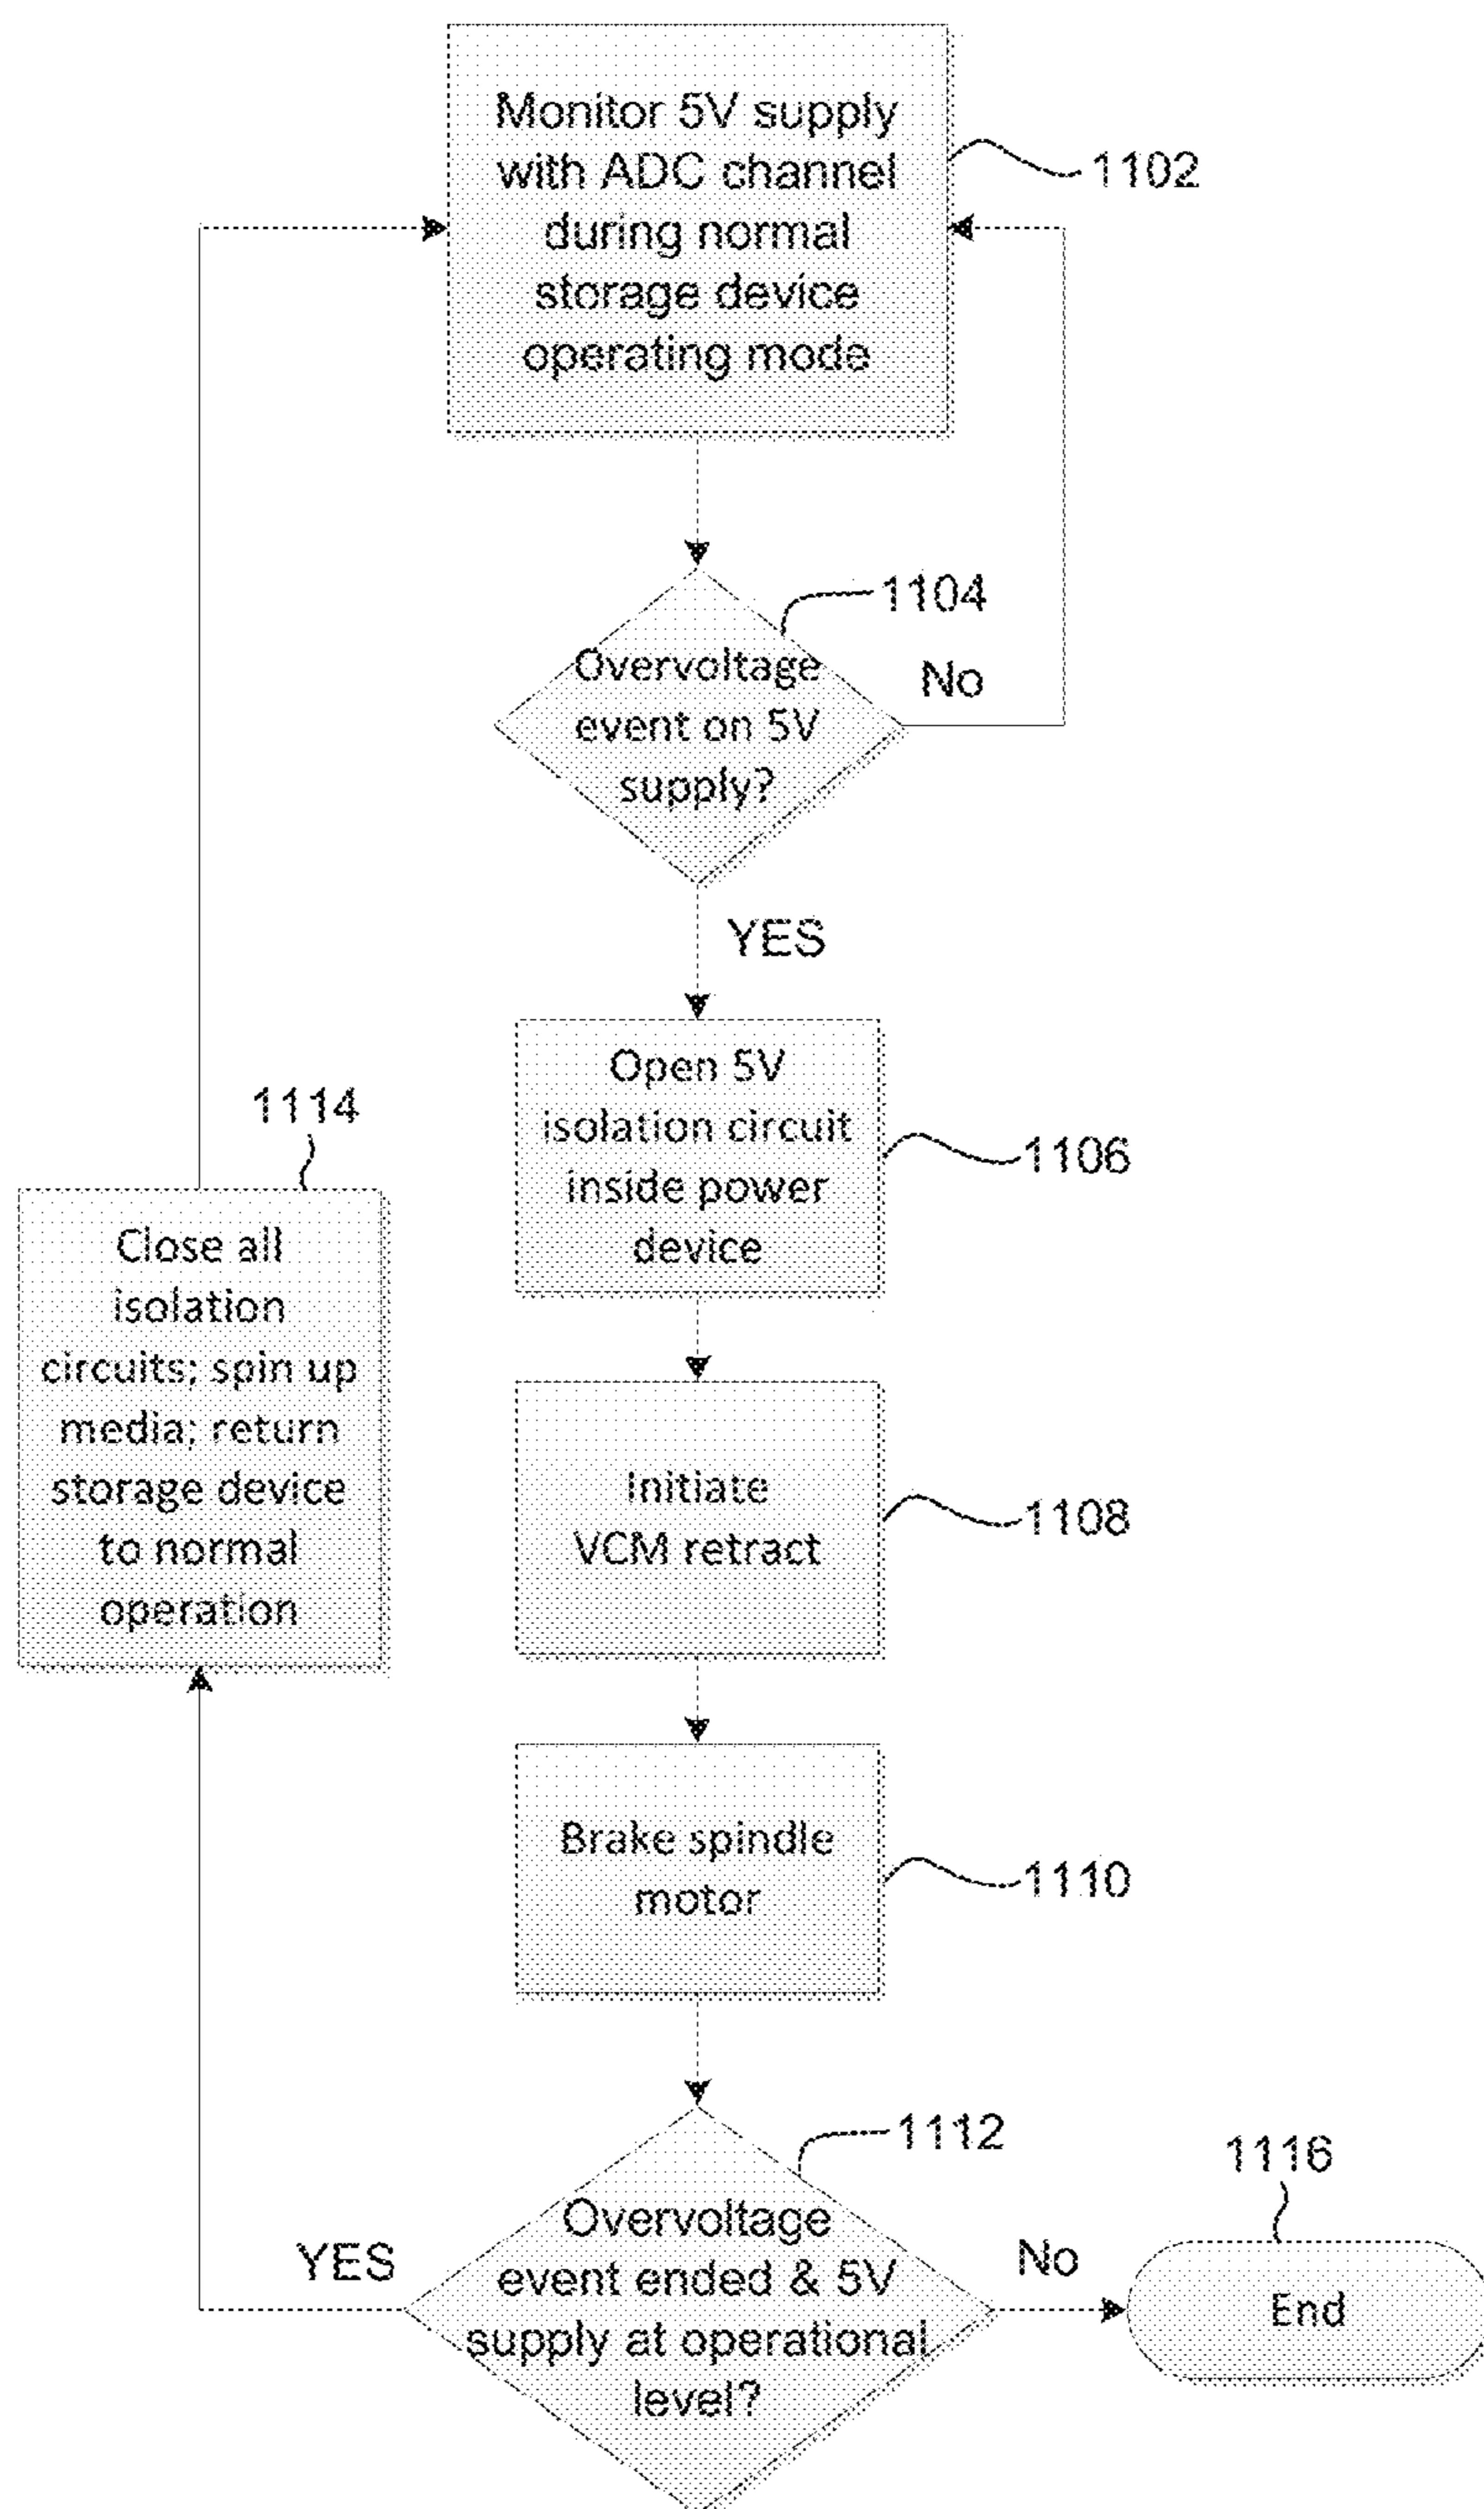 Monitor 5V supply
with ADC channel
during normal
storage device
operating mode
1102
1104
Overvoltage
event on 5V
supply?
No
YES
Open 5V
isolation circuit
inside power
device
1106
1114
Close all
isolation
circuits; spin up
media; return
storage device
to normal
operation
Initiate
VCM retract
1108
Brake spindle
motor
1110
1112
Overvoltage
event ended & 5V
supply at operational
level?
YES
No
1116
End